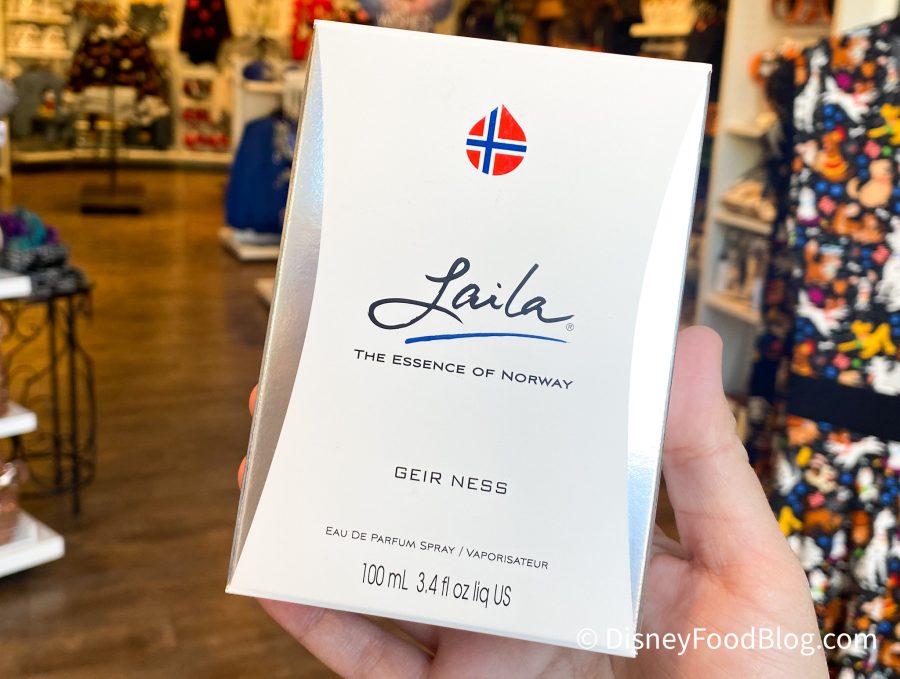 Laila®
THE ESSENCE OF NORWAY
GEIR NESS
EAU DE PARFUM SPRAY / VAPORISATEUR
100 mL 3.4 fl oz liq US
© DisneyFoodBlog.com